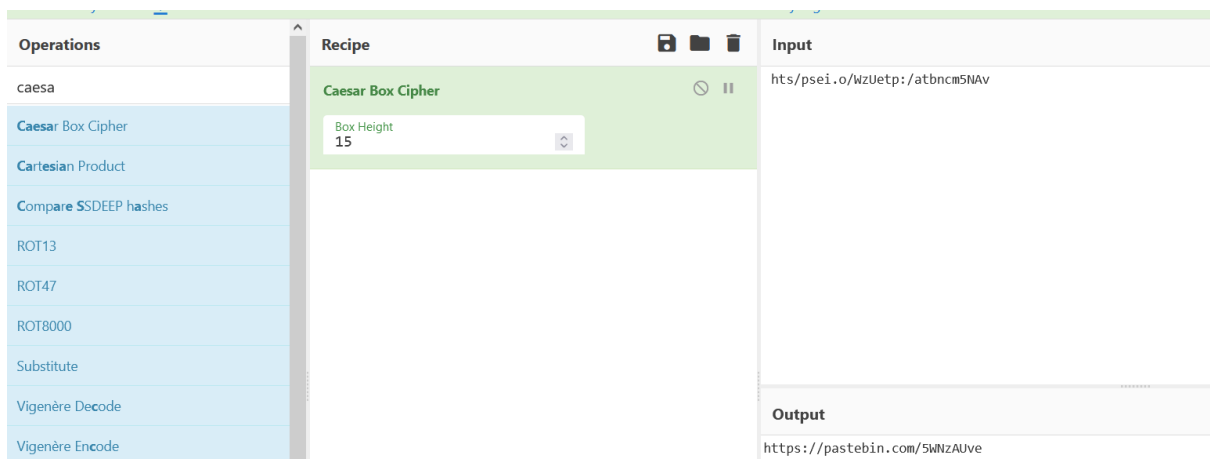 Operations
caesa
Caesar Box Cipher
Cartesian Product
Compare SSDEEP hashes
ROT13
ROT47
ROT8000
Substitute
Vigenère Decode
Vigenère Encode
Recipe
Caesar Box Cipher
Box Height
15
Input
hts/psei.o/WzUetp:/atbncm5NAv
Output
https://pastebin.com/5WNzAUve